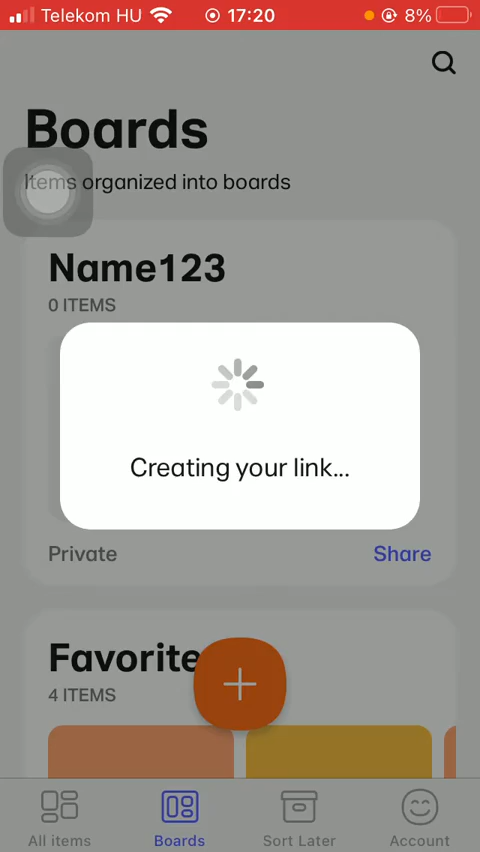 Telekom HU 17:20 8%
Boards
Items organized into boards
Name123
0 ITEMS
Creating your link...
Private Share
Favorite
4 ITEMS
All items Boards Sort Later Account